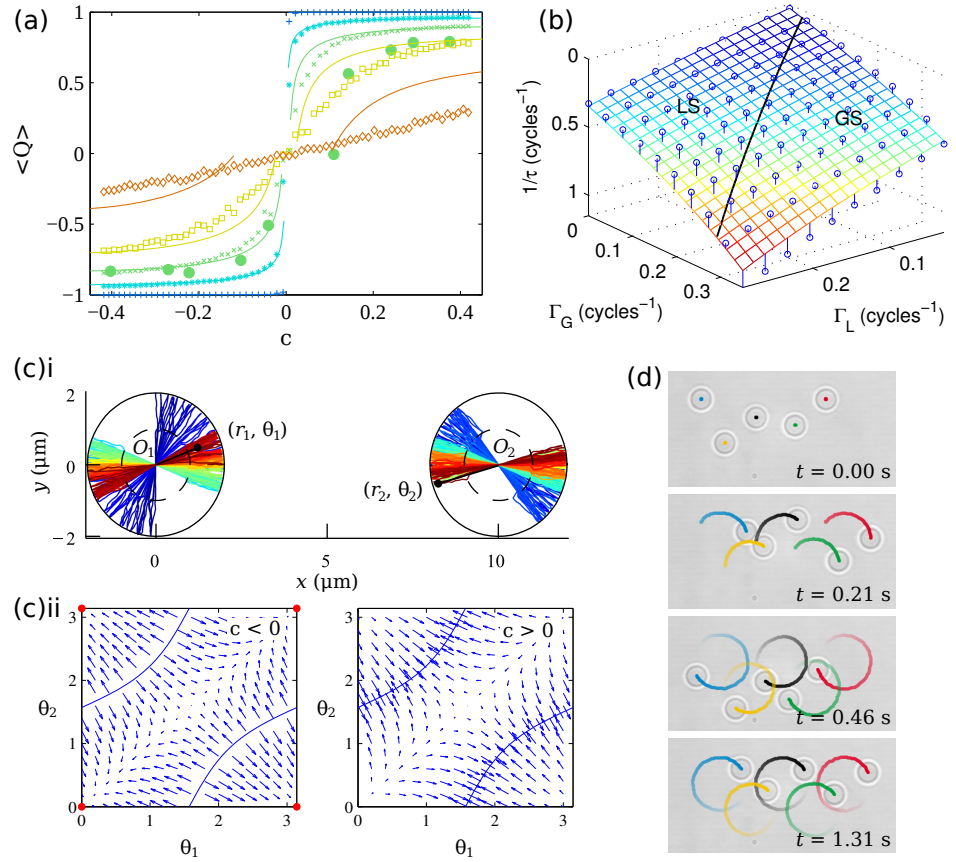 (a)
<Q>
1
0.5
0
−0.5
−1
−0.4
−0.2
0
0.2
0.4
c
(b)
1/τ (cycles⁻¹)
0
0.5
1
LS
GS
0
0.1
0.2
0.3
Γ_G (cycles⁻¹)
0.2
0.1
Γ_L (cycles⁻¹)
(c)i
y (µm)
2
0
−2
O₁
(r₁, θ₁)
O₂
(r₂, θ₂)
0
5
10
x (µm)
(c)ii
c < 0
θ₂
3
2
1
0
0
1
2
3
θ₁
c > 0
θ₂
3
2
1
0
0
1
2
3
θ₁
(d)
t = 0.00 s
t = 0.21 s
t = 0.46 s
t = 1.31 s